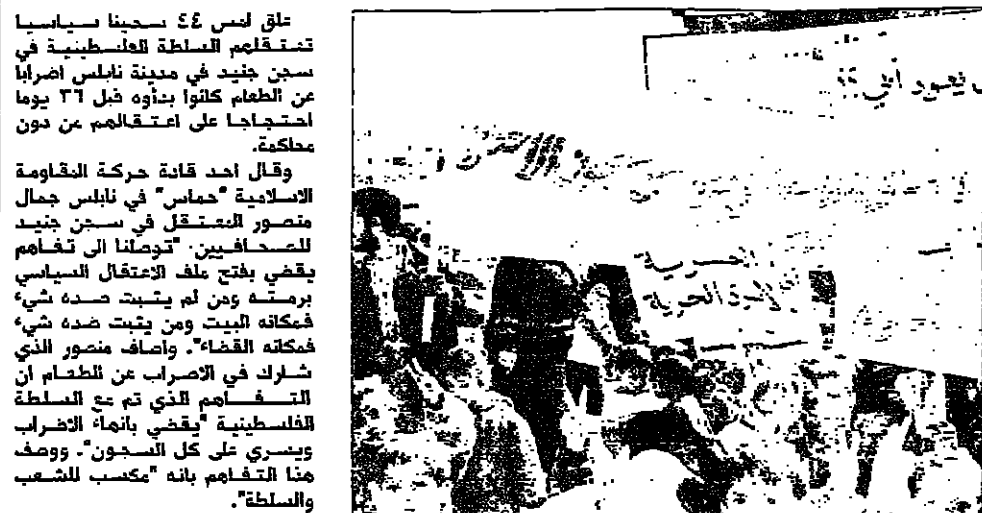 علق امس ٤٤ سجينا سياسيا
تعتقلهم السلطة الفلسطينية في
سجن جنيد في مدينة نابلس اضرابا
عن الطعام كانوا بدأوه قبل ٣٦ يوما
احتجاجا على اعتقالهم من دون
محاكمة.
وقال احد قادة حركة المقاومة
الاسلامية "حماس" في نابلس جمال
منصور المعتقل في سجن جنيد
للصحافيين: "توصلنا الى تفاهم
يقضي بفتح ملف الاعتقال السياسي
برمته ومن لم يثبت ضده شيء
فمكانه البيت ومن يثبت ضده شيء
فمكانه القضاء". واضاف منصور الذي
شارك في الاضراب عن الطعام ان
التفاهم الذي تم مع السلطة
الفلسطينية "يقضي بانهاء الاضراب
ويسري على كل السجون". ووصف
هذا التفاهم بانه "مكسب للشعب
والسلطة".
الحرية
الحرية